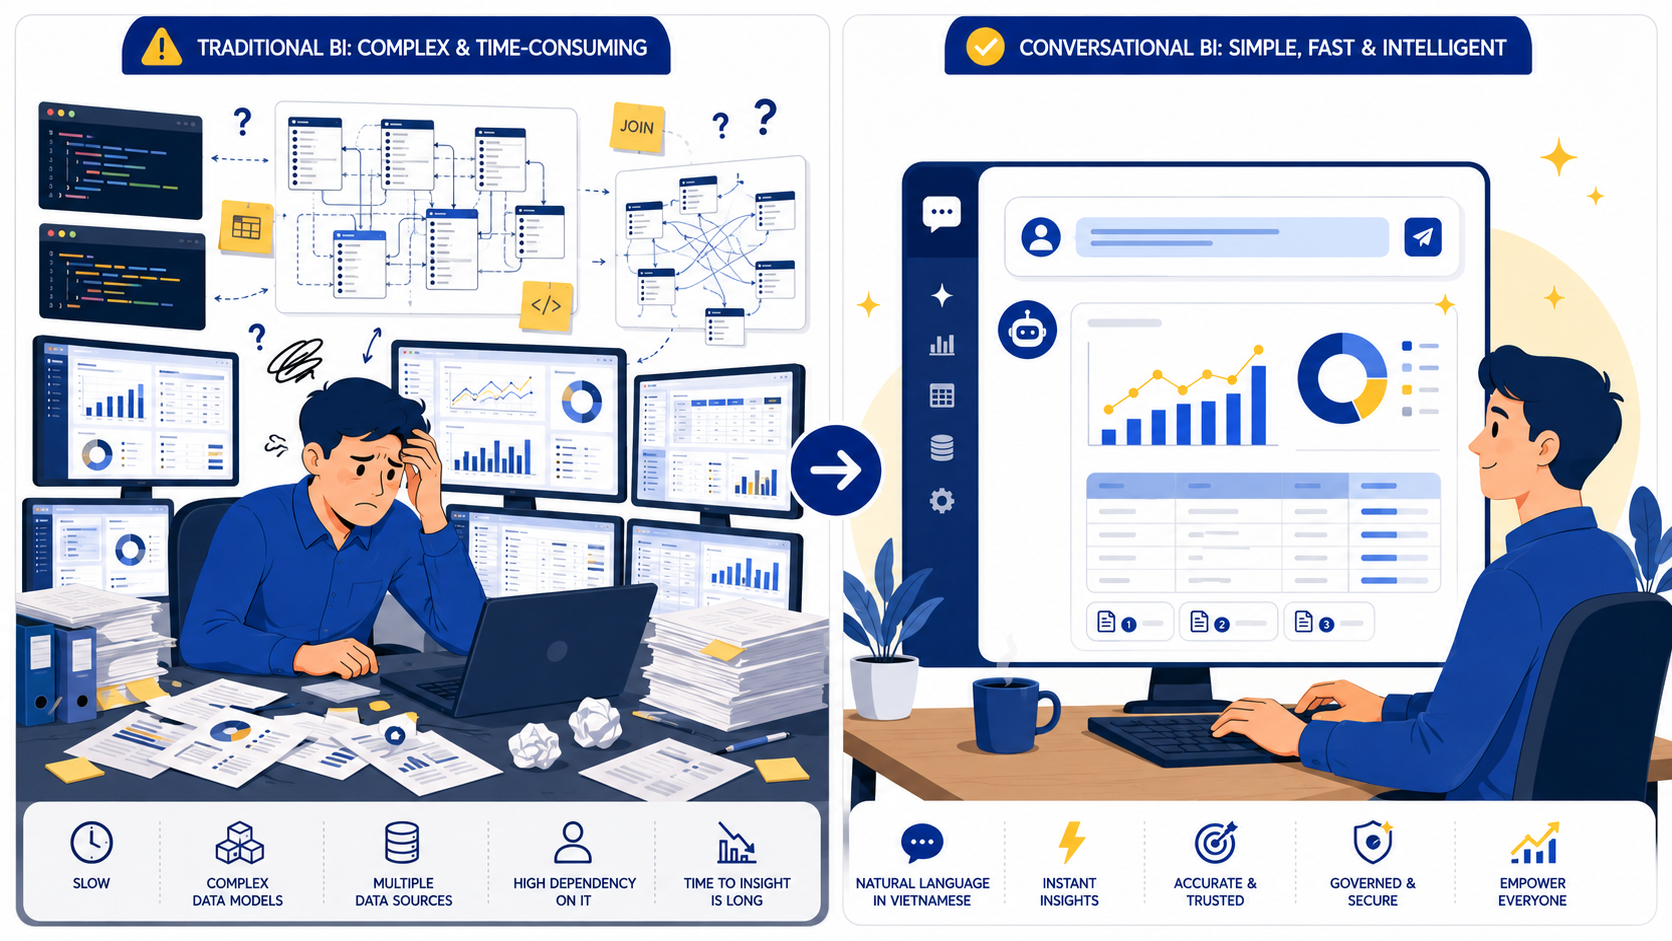 TRADITIONAL BI: COMPLEX & TIME-CONSUMING
CONVERSATIONAL BI: SIMPLE, FAST & INTELLIGENT
?
JOIN
?
?
</>
?
1
2
3
SLOW
COMPLEX
DATA MODELS
MULTIPLE
DATA SOURCES
HIGH DEPENDENCY
ON IT
TIME TO INSIGHT
IS LONG
NATURAL LANGUAGE
IN VIETNAMESE
INSTANT
INSIGHTS
ACCURATE &
TRUSTED
GOVERNED &
SECURE
EMPOWER
EVERYONE